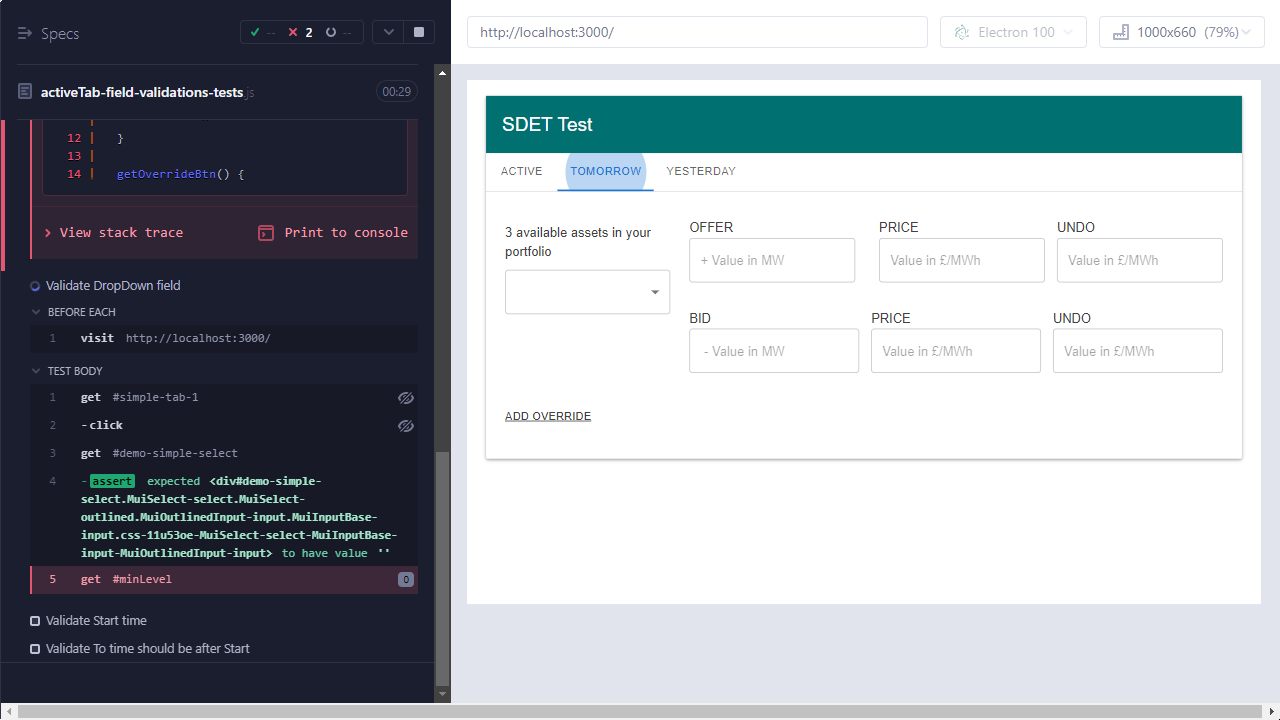 Specs
-- 2 --
activeTab-field-validations-tests.js
00:29
12 | }
13 |
14 | getOverrideBtn() {
View stack trace
Print to console
Validate DropDown field
BEFORE EACH
1 visit http://localhost:3000/
TEST BODY
1 get #simple-tab-1
2 -click
3 get #demo-simple-select
4 -assert expected <div#demo-simple-
select.MuiSelect-select.MuiSelect-
outlined.MuiOutlinedInput-input.MuiInputBase-
input.css-11u53oe-MuiSelect-select-MuiInputBase-
input-MuiOutlinedInput-input> to have value ''
5 get #minLevel 0
Validate Start time
Validate To time should be after Start
http://localhost:3000/
Electron 100
1000x660 (79%)
SDET Test
ACTIVE TOMORROW YESTERDAY
3 available assets in your
portfolio
OFFER PRICE UNDO
+ Value in MW Value in £/MWh Value in £/MWh
BID PRICE UNDO
- Value in MW Value in £/MWh Value in £/MWh
ADD OVERRIDE